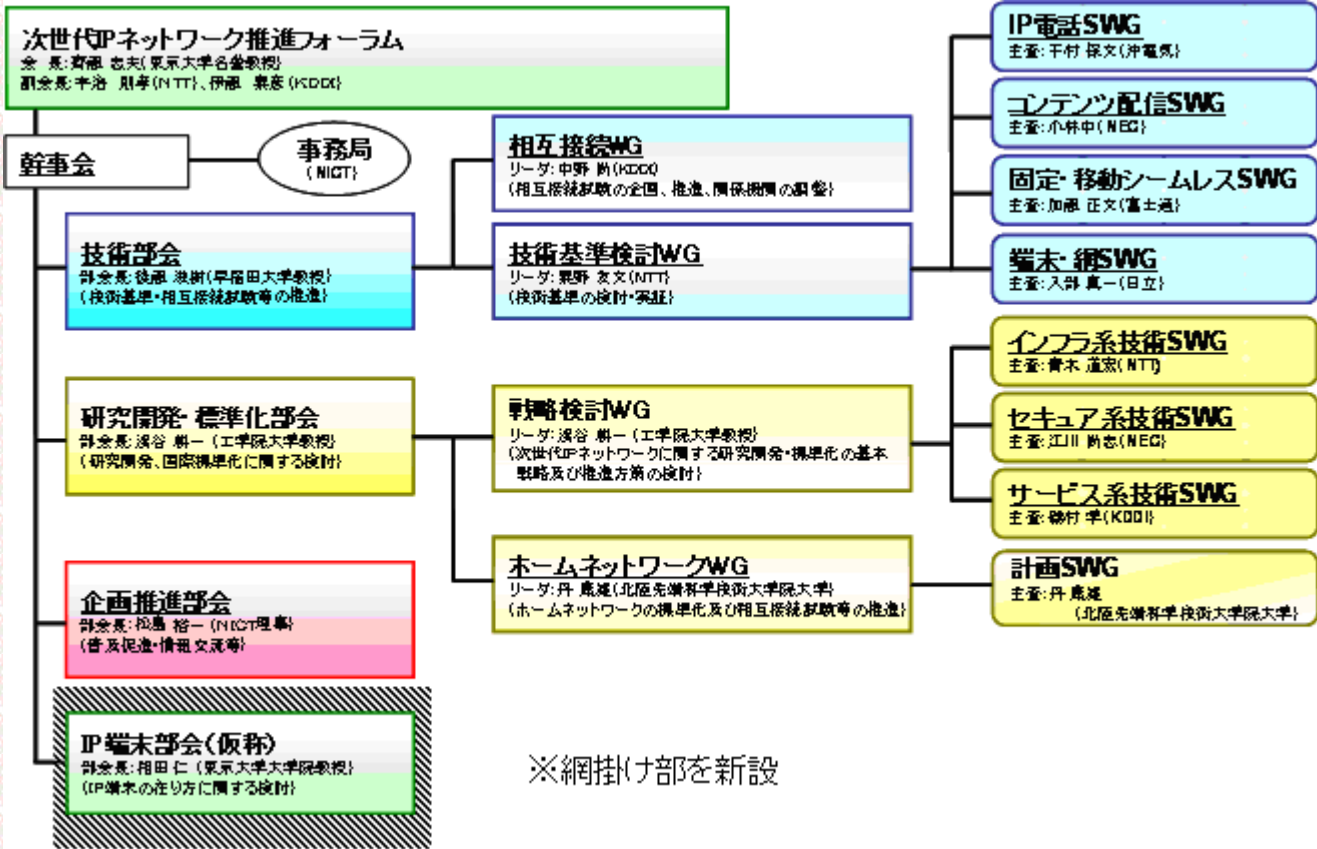 次世代IPネットワーク推進フォーラム
会 長:齊藤 忠夫(東京大学名誉教授)
副会長:宇治 則孝(NTT)、伊藤 泰彦(KDDI)
幹事会
事務局
(NICT)
技術部会
部会長:後藤 滋樹(早稲田大学教授)
(技術基準・相互接続試験等の推進)
相互接続WG
リーダ:中野 尚(KDDI)
(相互接続試験の企画、推進、関係機関の調整)
技術基準検討WG
リーダ: 友文(NTT)
(技術基準の検討・実証)
IP電話SWG
主査:千村 保文(沖電気)
コンテンツ配信SWG
主査:小林中(NEC)
固定・移動シームレスSWG
主査:加藤 正文(富士通)
端末・網SWG
主査:入部 真一(日立)
研究開発・標準化部会
部会長:淺谷 耕一 (工学院大学教授)
(研究開発、国際標準化に関する検討)
戦略検討WG
リーダ:淺谷 耕一 (工学院大学教授)
(次世代IPネットワークに関する研究開発・標準化の基本
戦略及び推進方策の検討)
インフラ系技術SWG
主査:青木 道宏(NTT)
セキュア系技術SWG
主査:江川 尚志(NEC)
サービス系技術SWG
主査: 学(KDDI)
ホームネットワークWG
リーダ:丹 康雄(北陸先端科学技術大学院大学)
(ホームネットワークの標準化及び相互接続試験等の推進)
計画SWG
主査:丹 康雄
(北陸先端科学技術大学院大学)
企画推進部会
部会長:松島 裕一(NICT理事)
(普及促進・情報交流等)
IP端末部会(仮称)
部会長:相田 仁 (東京大学大学院教授)
(IP端末の在り方に関する検討)
※網掛け部を新設